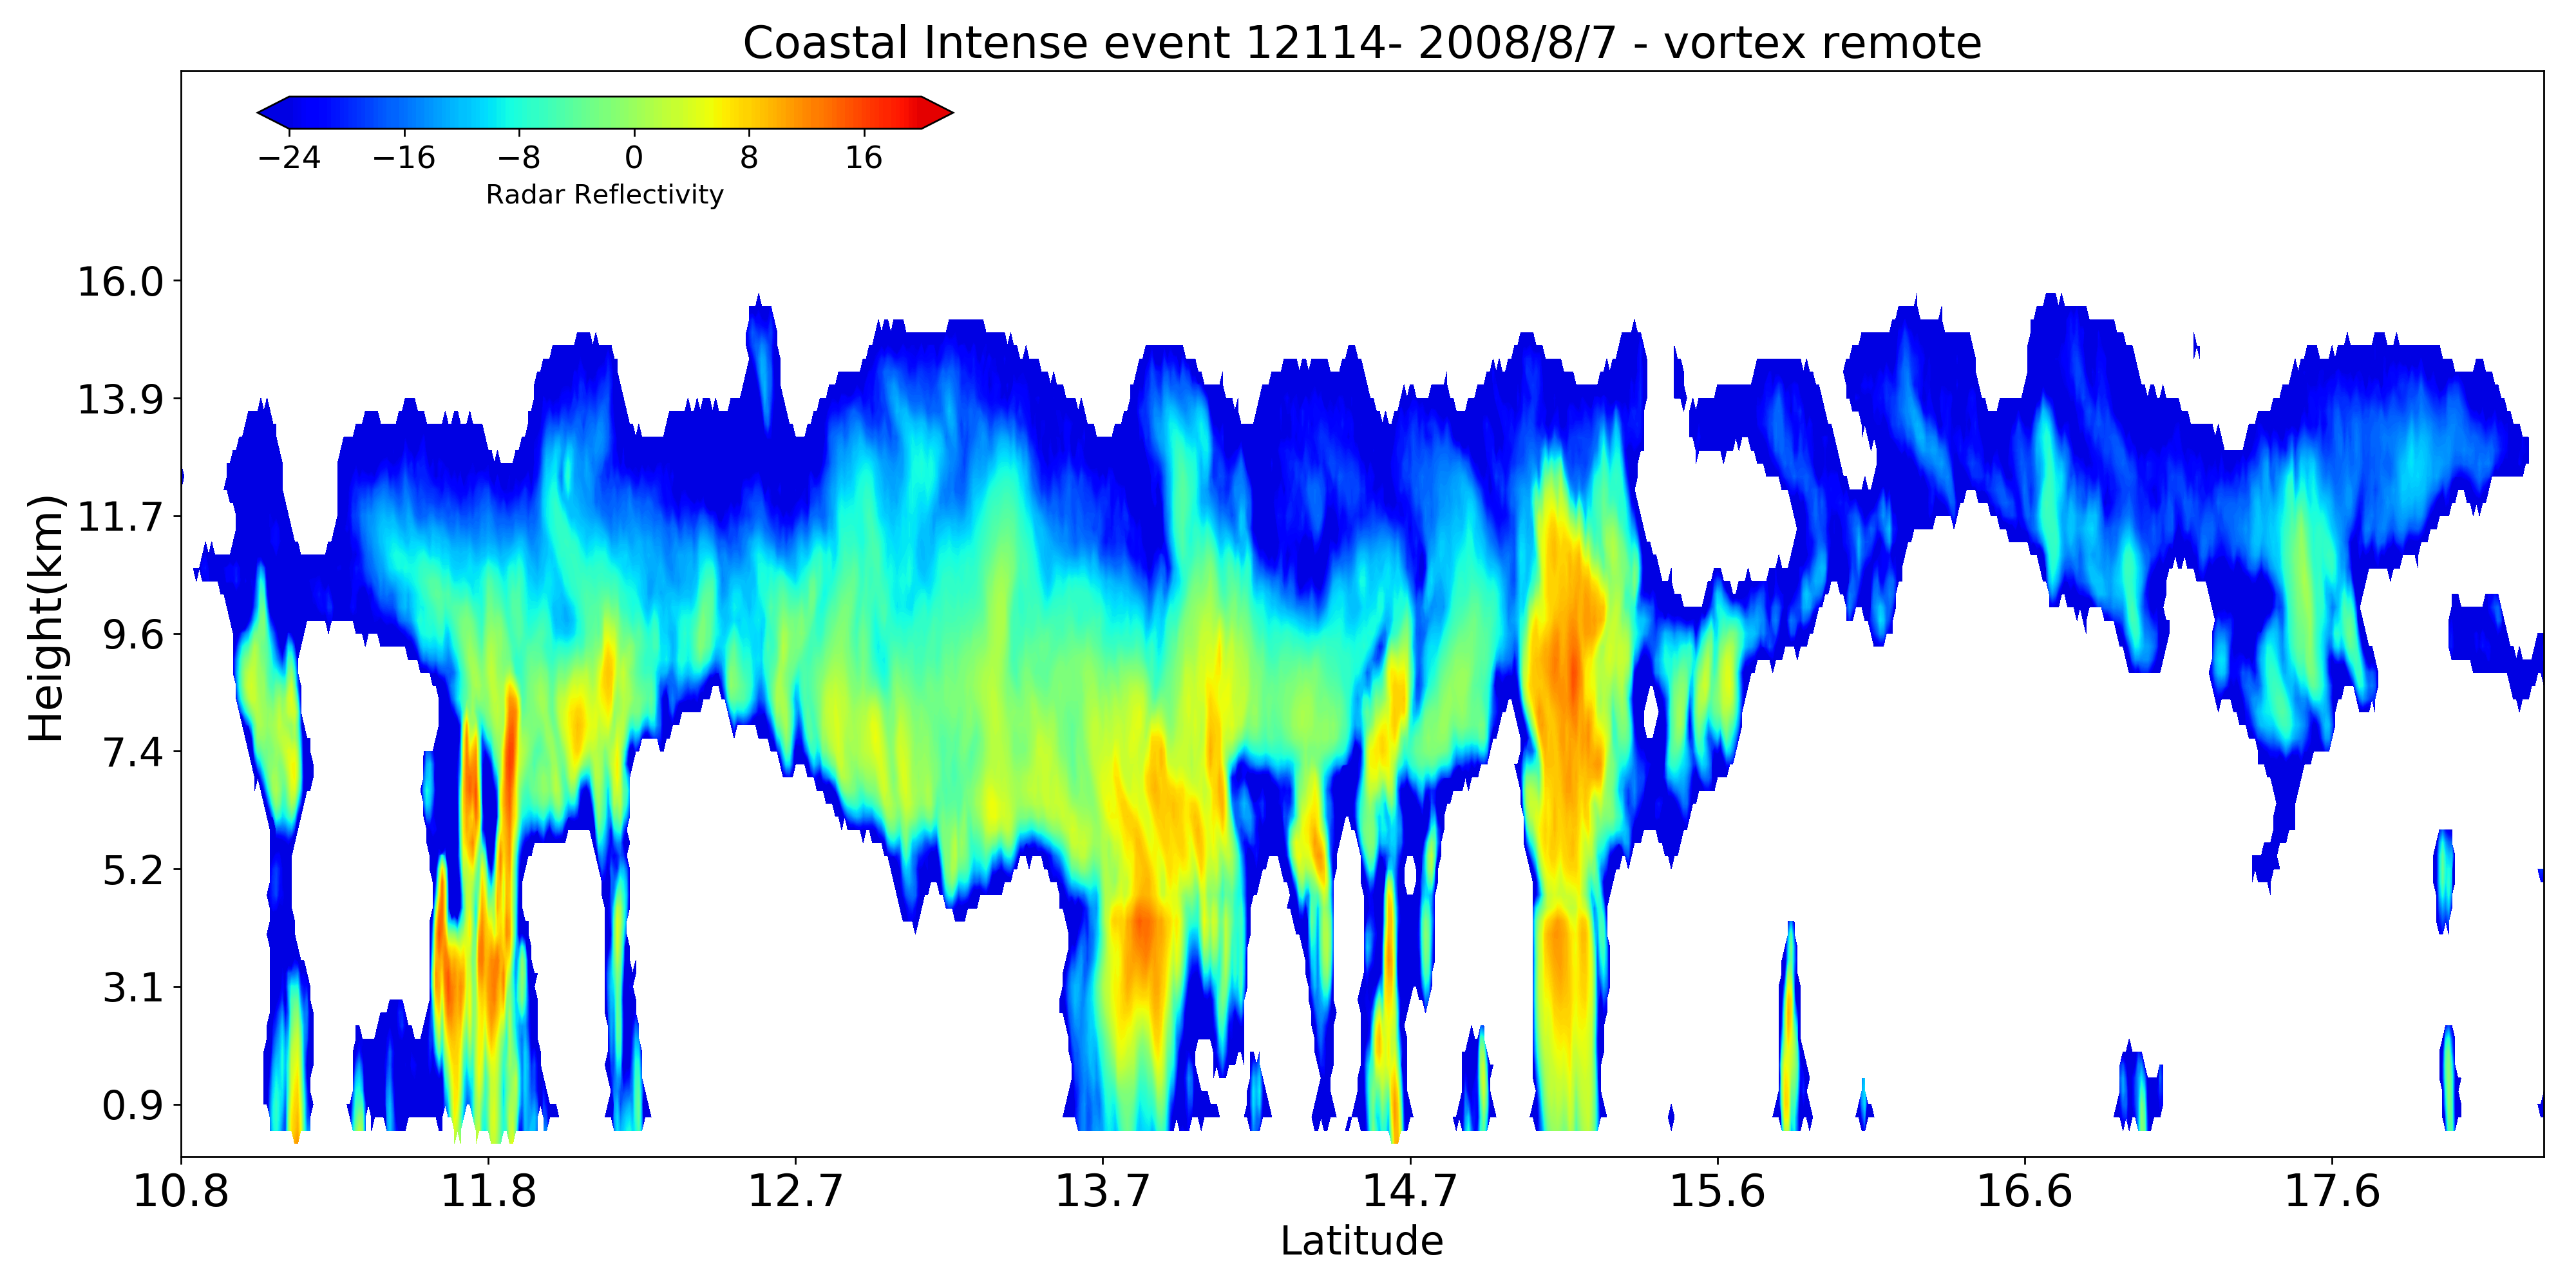 Coastal Intense event 12114- 2008/8/7 - vortex remote
−24 −16 −8 0 8 16
Radar Reflectivity
16.0
13.9
11.7
9.6
7.4
5.2
3.1
0.9
Height(km)
10.8 11.8 12.7 13.7 14.7 15.6 16.6 17.6
Latitude